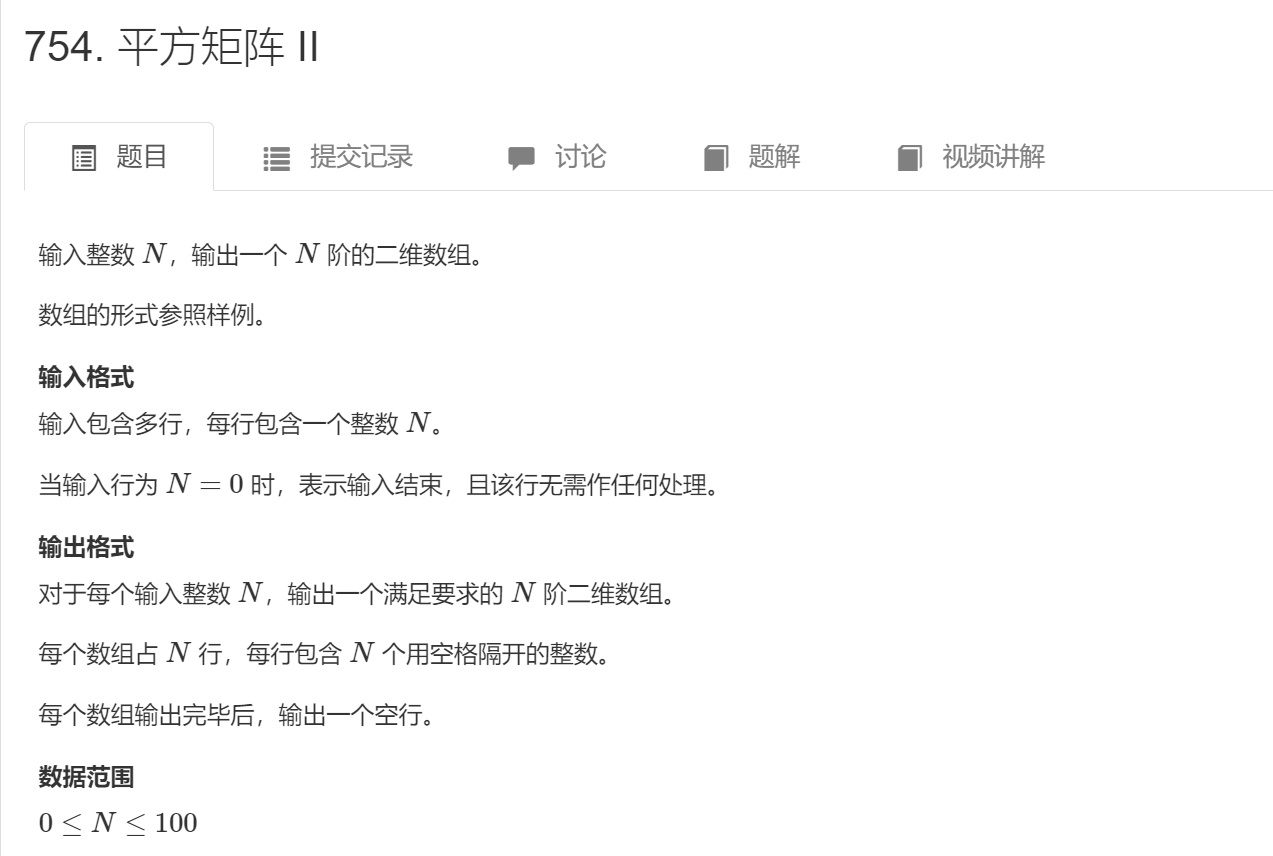 754. 平方矩阵 II
题目 提交记录 讨论 题解 视频讲解
输入整数 N，输出一个 N 阶的二维数组。
数组的形式参照样例。
输入格式
输入包含多行，每行包含一个整数 N。
当输入行为 N = 0 时，表示输入结束，且该行无需作任何处理。
输出格式
对于每个输入整数 N，输出一个满足要求的 N 阶二维数组。
每个数组占 N 行，每行包含 N 个用空格隔开的整数。
每个数组输出完毕后，输出一个空行。
数据范围
0 ≤ N ≤ 100